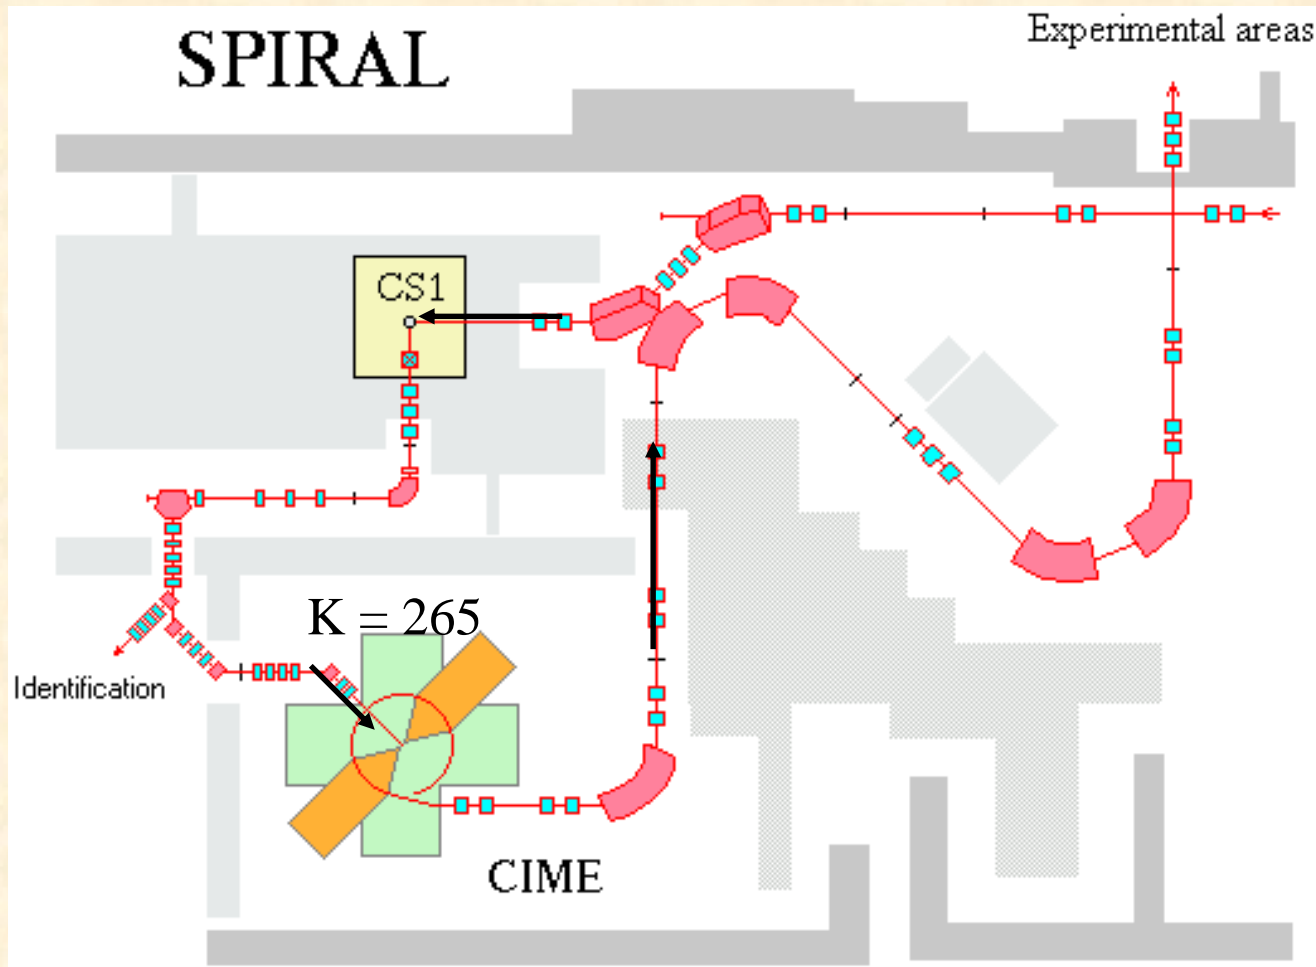 SPIRAL
Experimental areas
CS1
K = 265
Identification
CIME